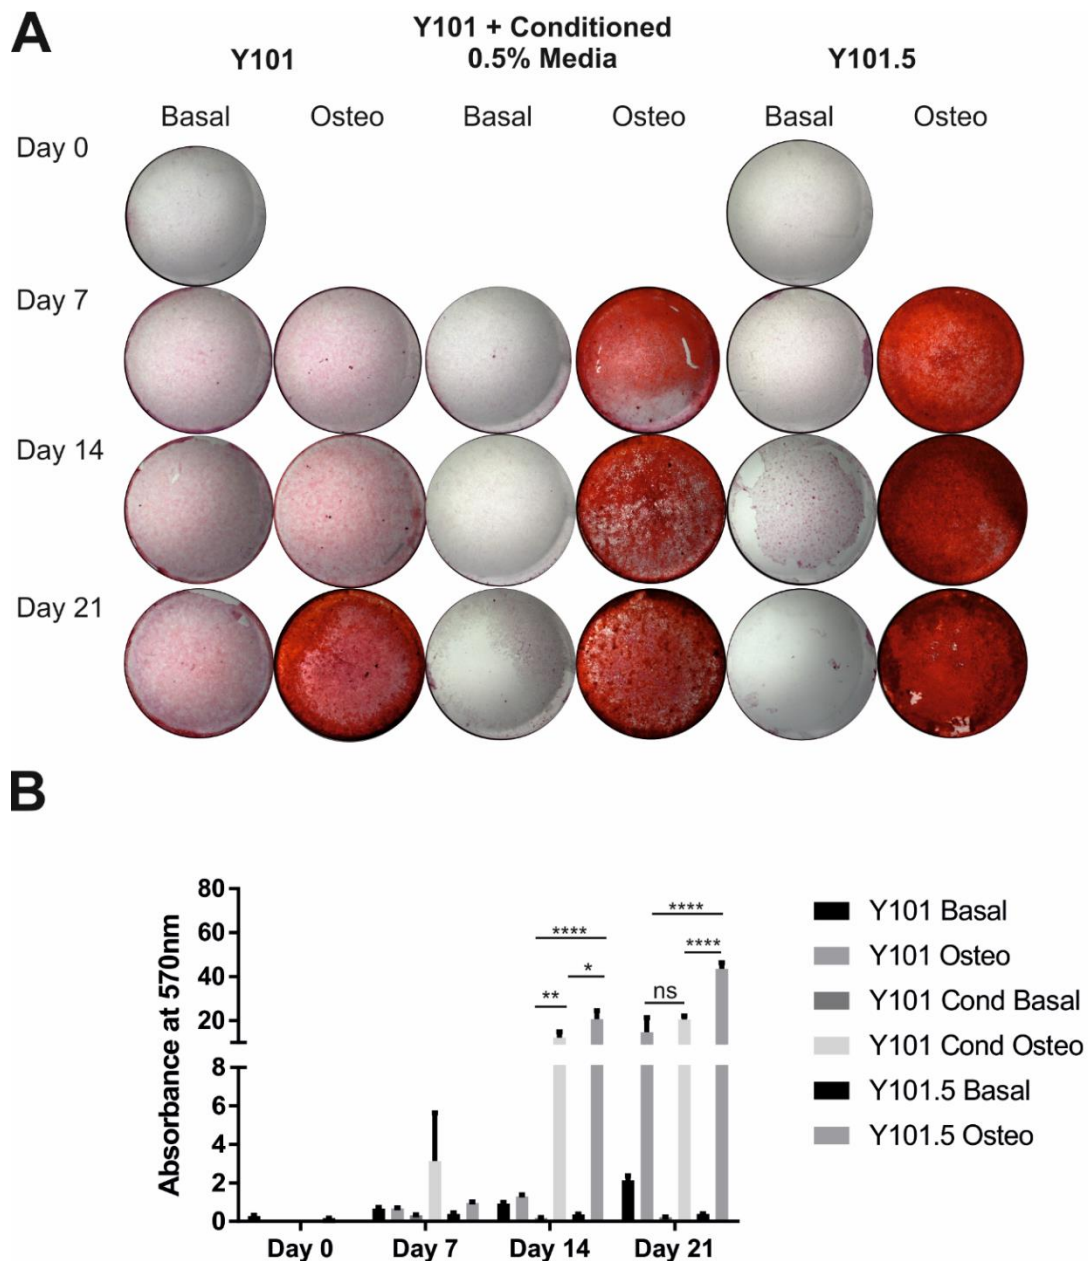 A
Y101
Y101 + Conditioned
0.5% Media
Y101.5
Basal Osteo Basal Osteo Basal Osteo
Day 0
Day 7
Day 14
Day 21
B
Absorbance at 570nm
80
60
40
20
8
6
4
2
0
**** 
**
*
ns
****
****
Day 0 Day 7 Day 14 Day 21
Y101 Basal
Y101 Osteo
Y101 Cond Basal
Y101 Cond Osteo
Y101.5 Basal
Y101.5 Osteo